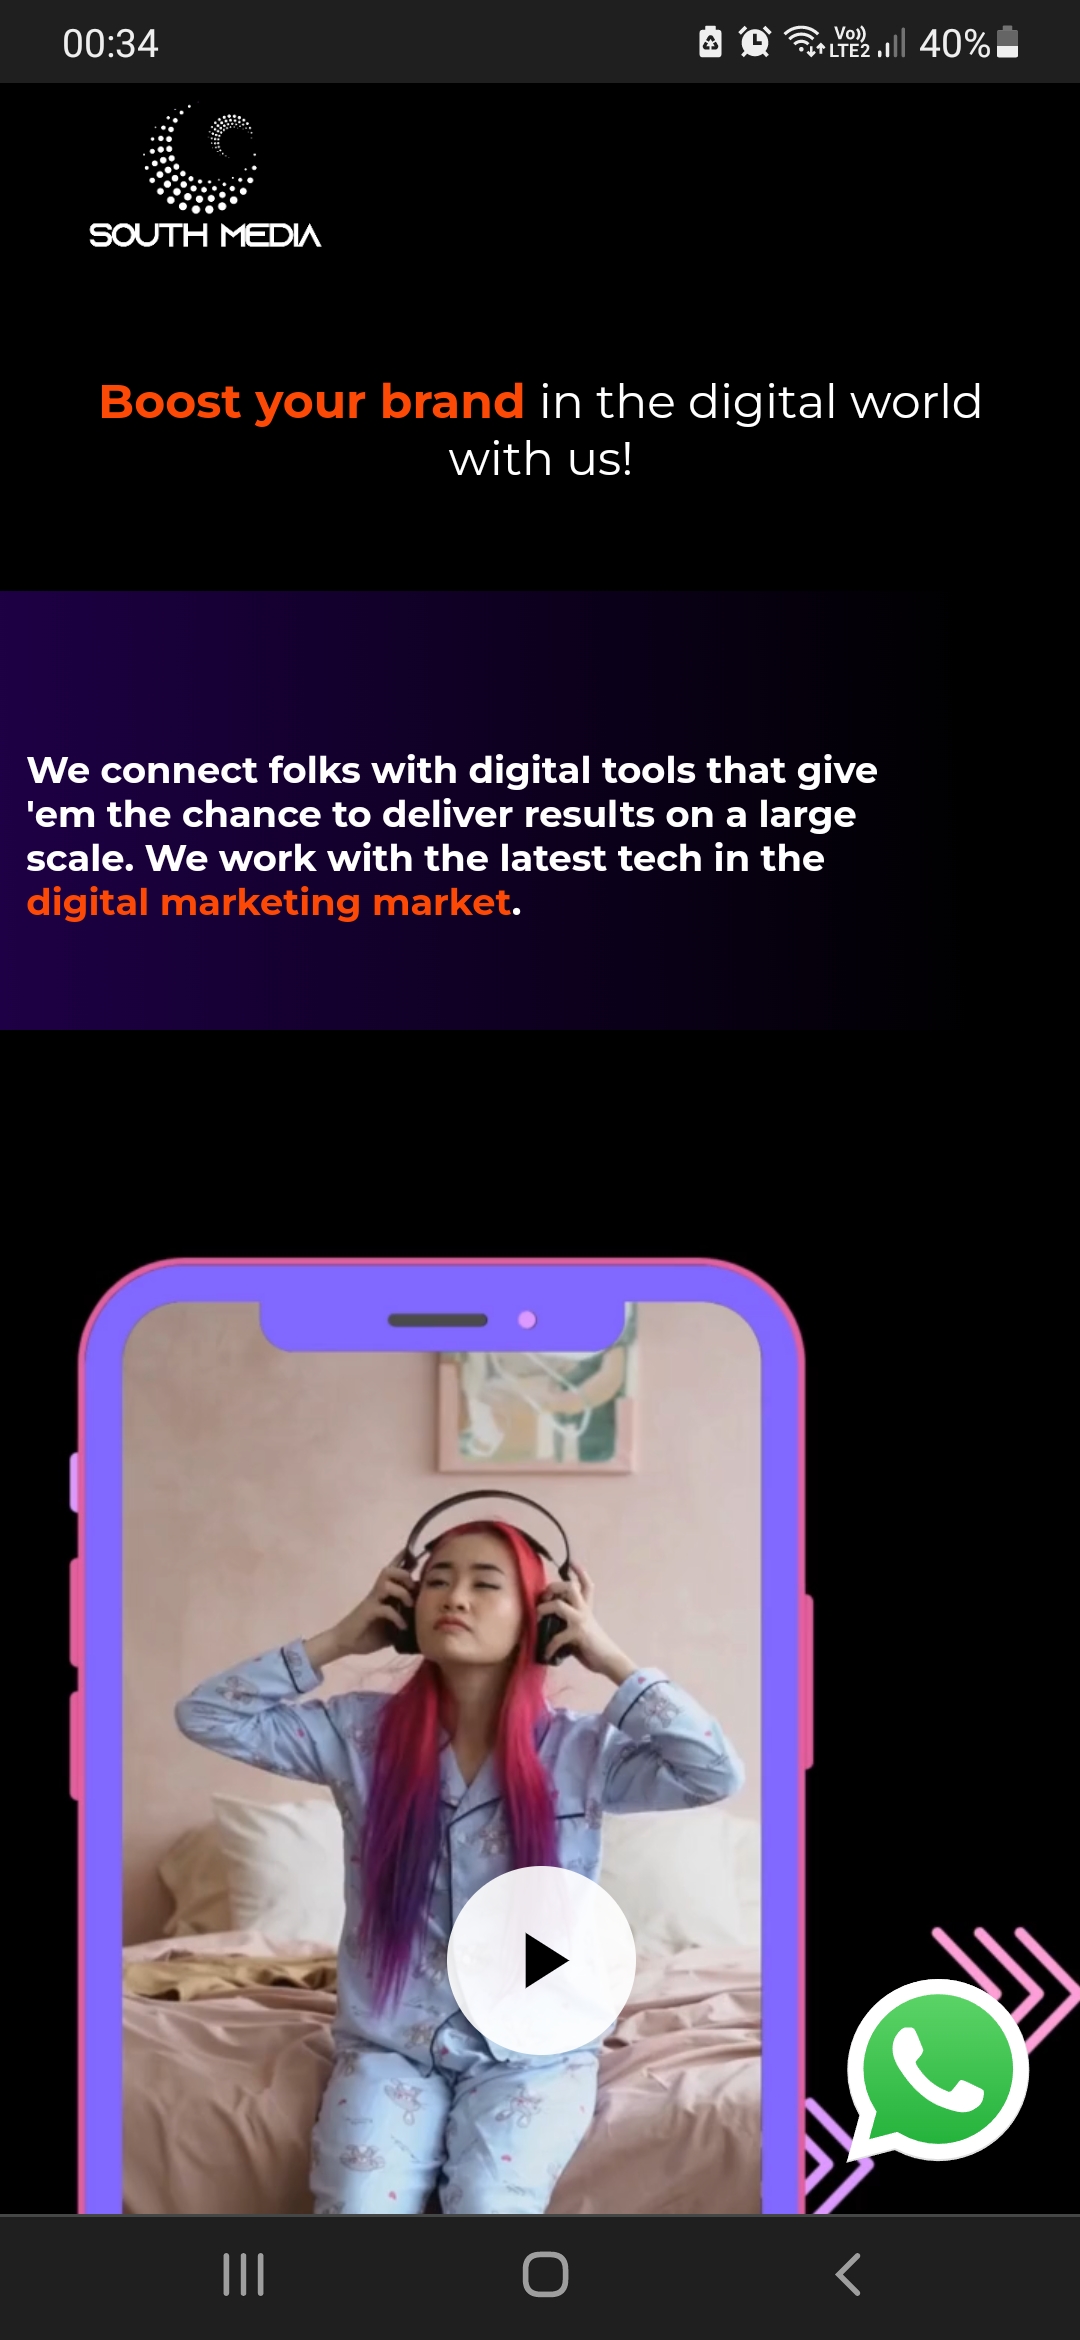 00:34
Vo)) LTE2 40%
SOUTH MEDIA
Boost your brand in the digital world
with us!
We connect folks with digital tools that give
'em the chance to deliver results on a large
scale. We work with the latest tech in the
digital marketing market.